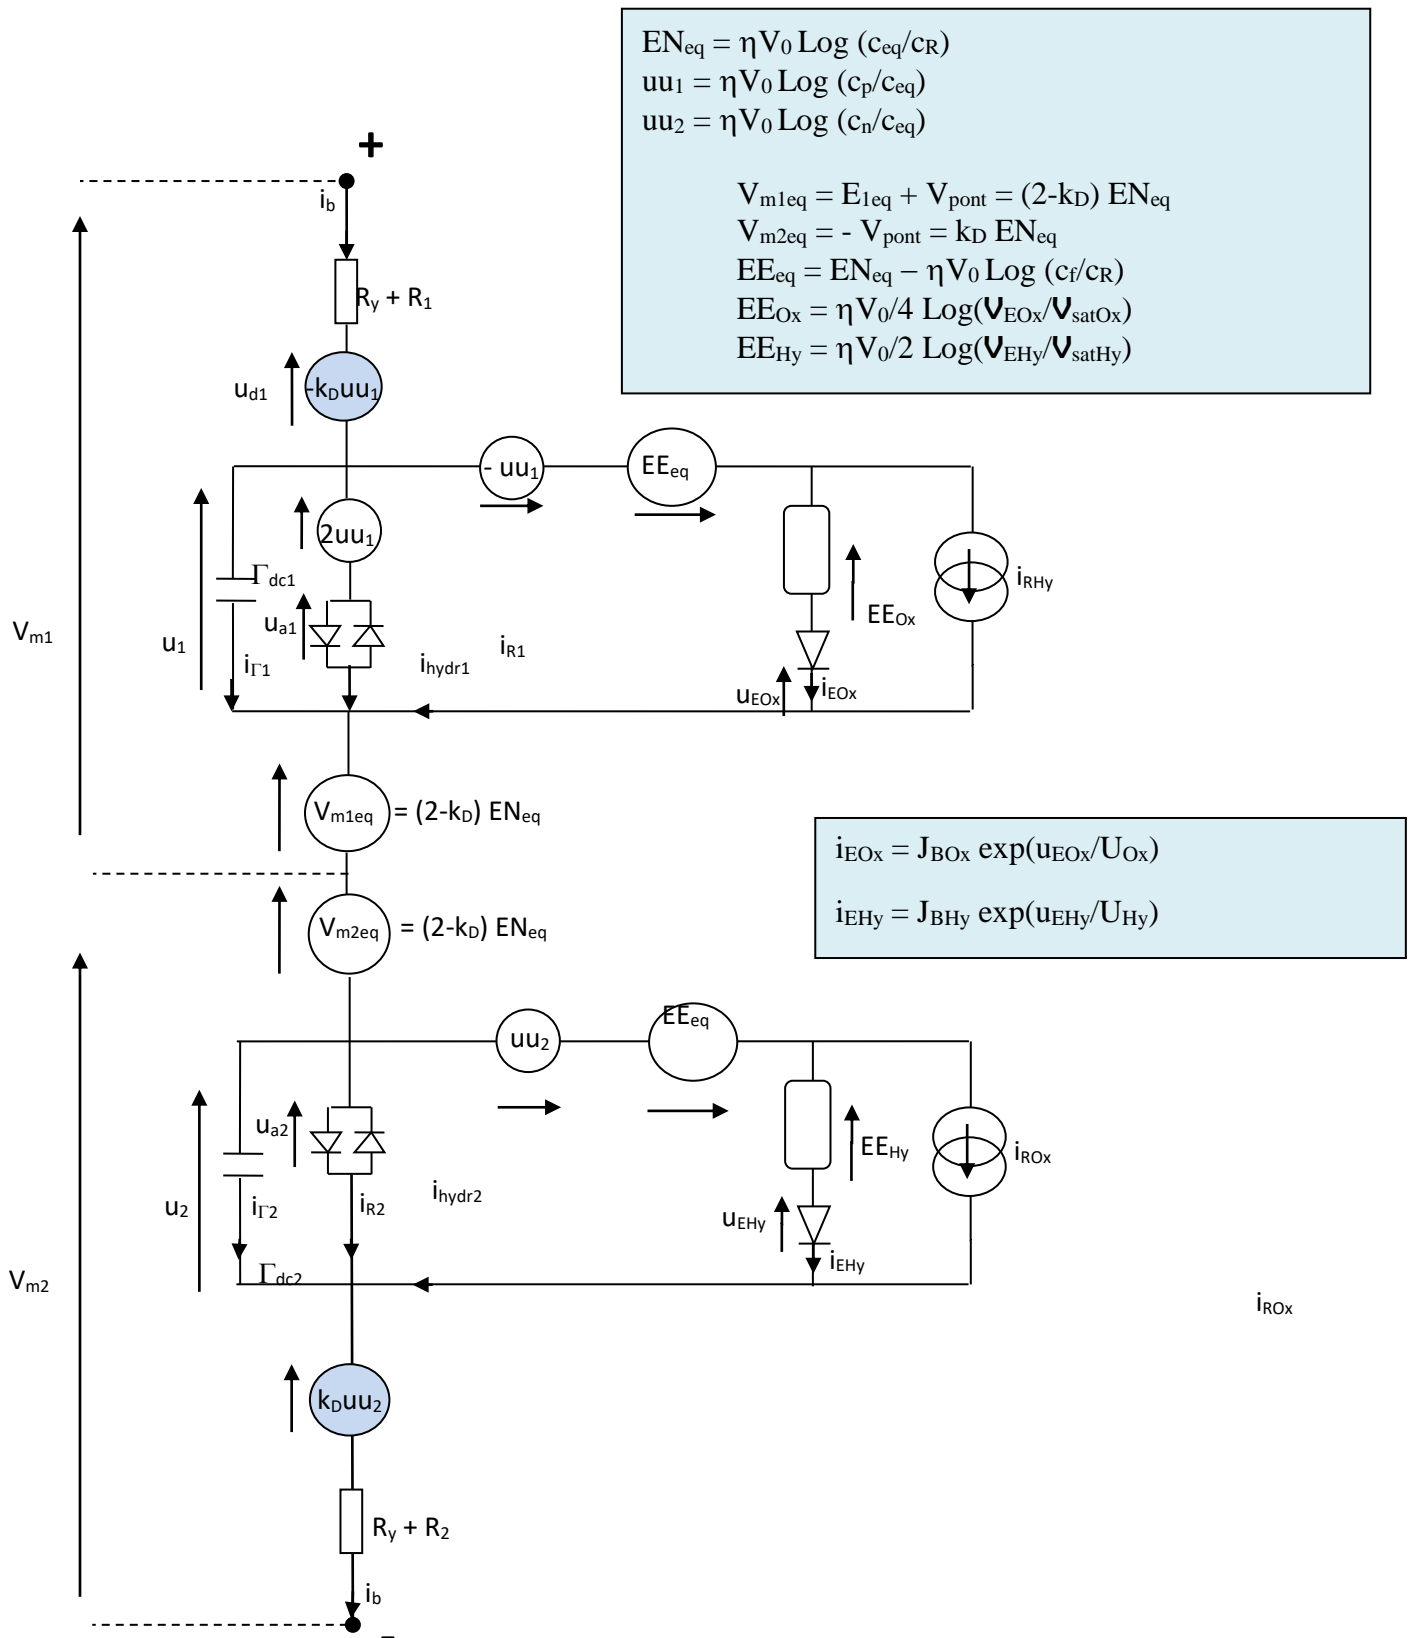 ENeq = ηV0 Log (ceq/cR)
uu1 = ηV0 Log (cp/ceq)
uu2 = ηV0 Log (cn/ceq)
Vm1eq = E1eq + Vpont = (2-kD) ENeq
Vm2eq = - Vpont = kD ENeq
EEeq = ENeq – ηV0 Log (cf/cR)
EEOx = ηV0/4 Log(VEOx/VsatOx)
EEHy = ηV0/2 Log(VEHy/VsatHy)
+
ib
Ry + R1
ud1
-kDuu1
- uu1
EEeq
2uu1
Γdc1
ua1
u1
iΓ1
ihydr1
iR1
EEOx
iRHy
uEOx
iEOx
Vm1
Vm1eq
= (2-kD) ENeq
iEOx = JBOx exp(uEOx/UOx)
iEHy = JBHy exp(uEHy/UHy)
Vm2eq
= (2-kD) ENeq
uu2
EEeq
ua2
u2
iΓ2
iR2
ihydr2
EEHy
iROx
uEHy
iEHy
Γdc2
Vm2
iROx
kDuu2
Ry + R2
ib
-